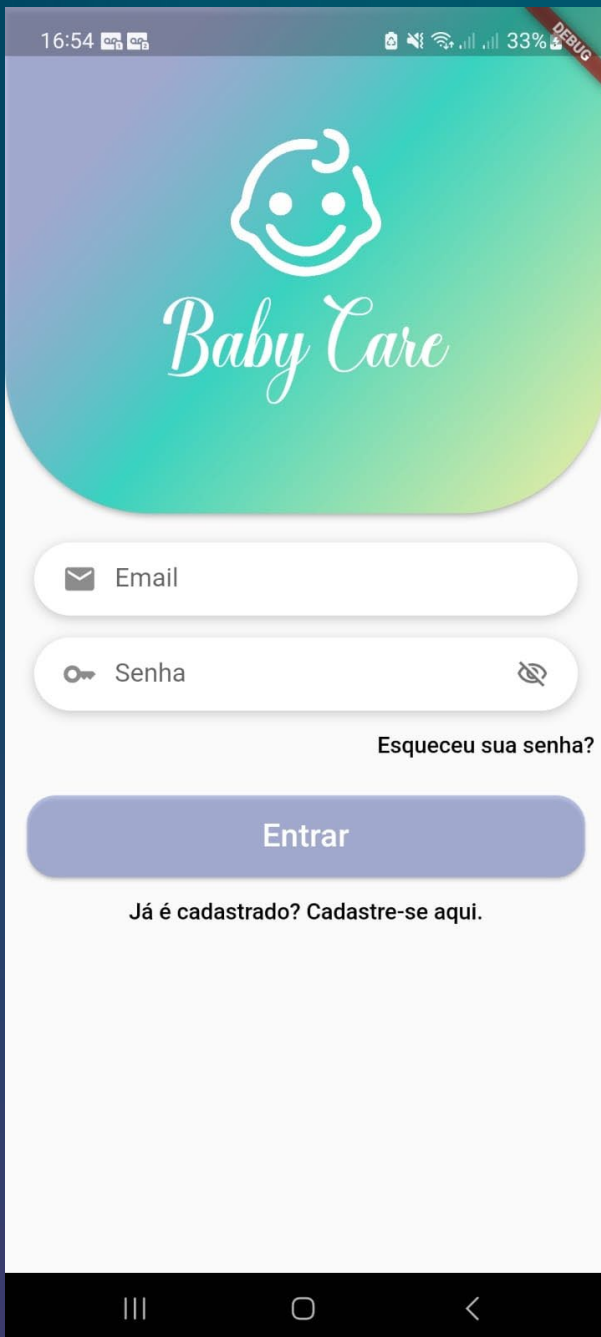 16:54
33%
DEBUG
Baby Care
Email
Senha
Esqueceu sua senha?
Entrar
Já é cadastrado? Cadastre-se aqui.